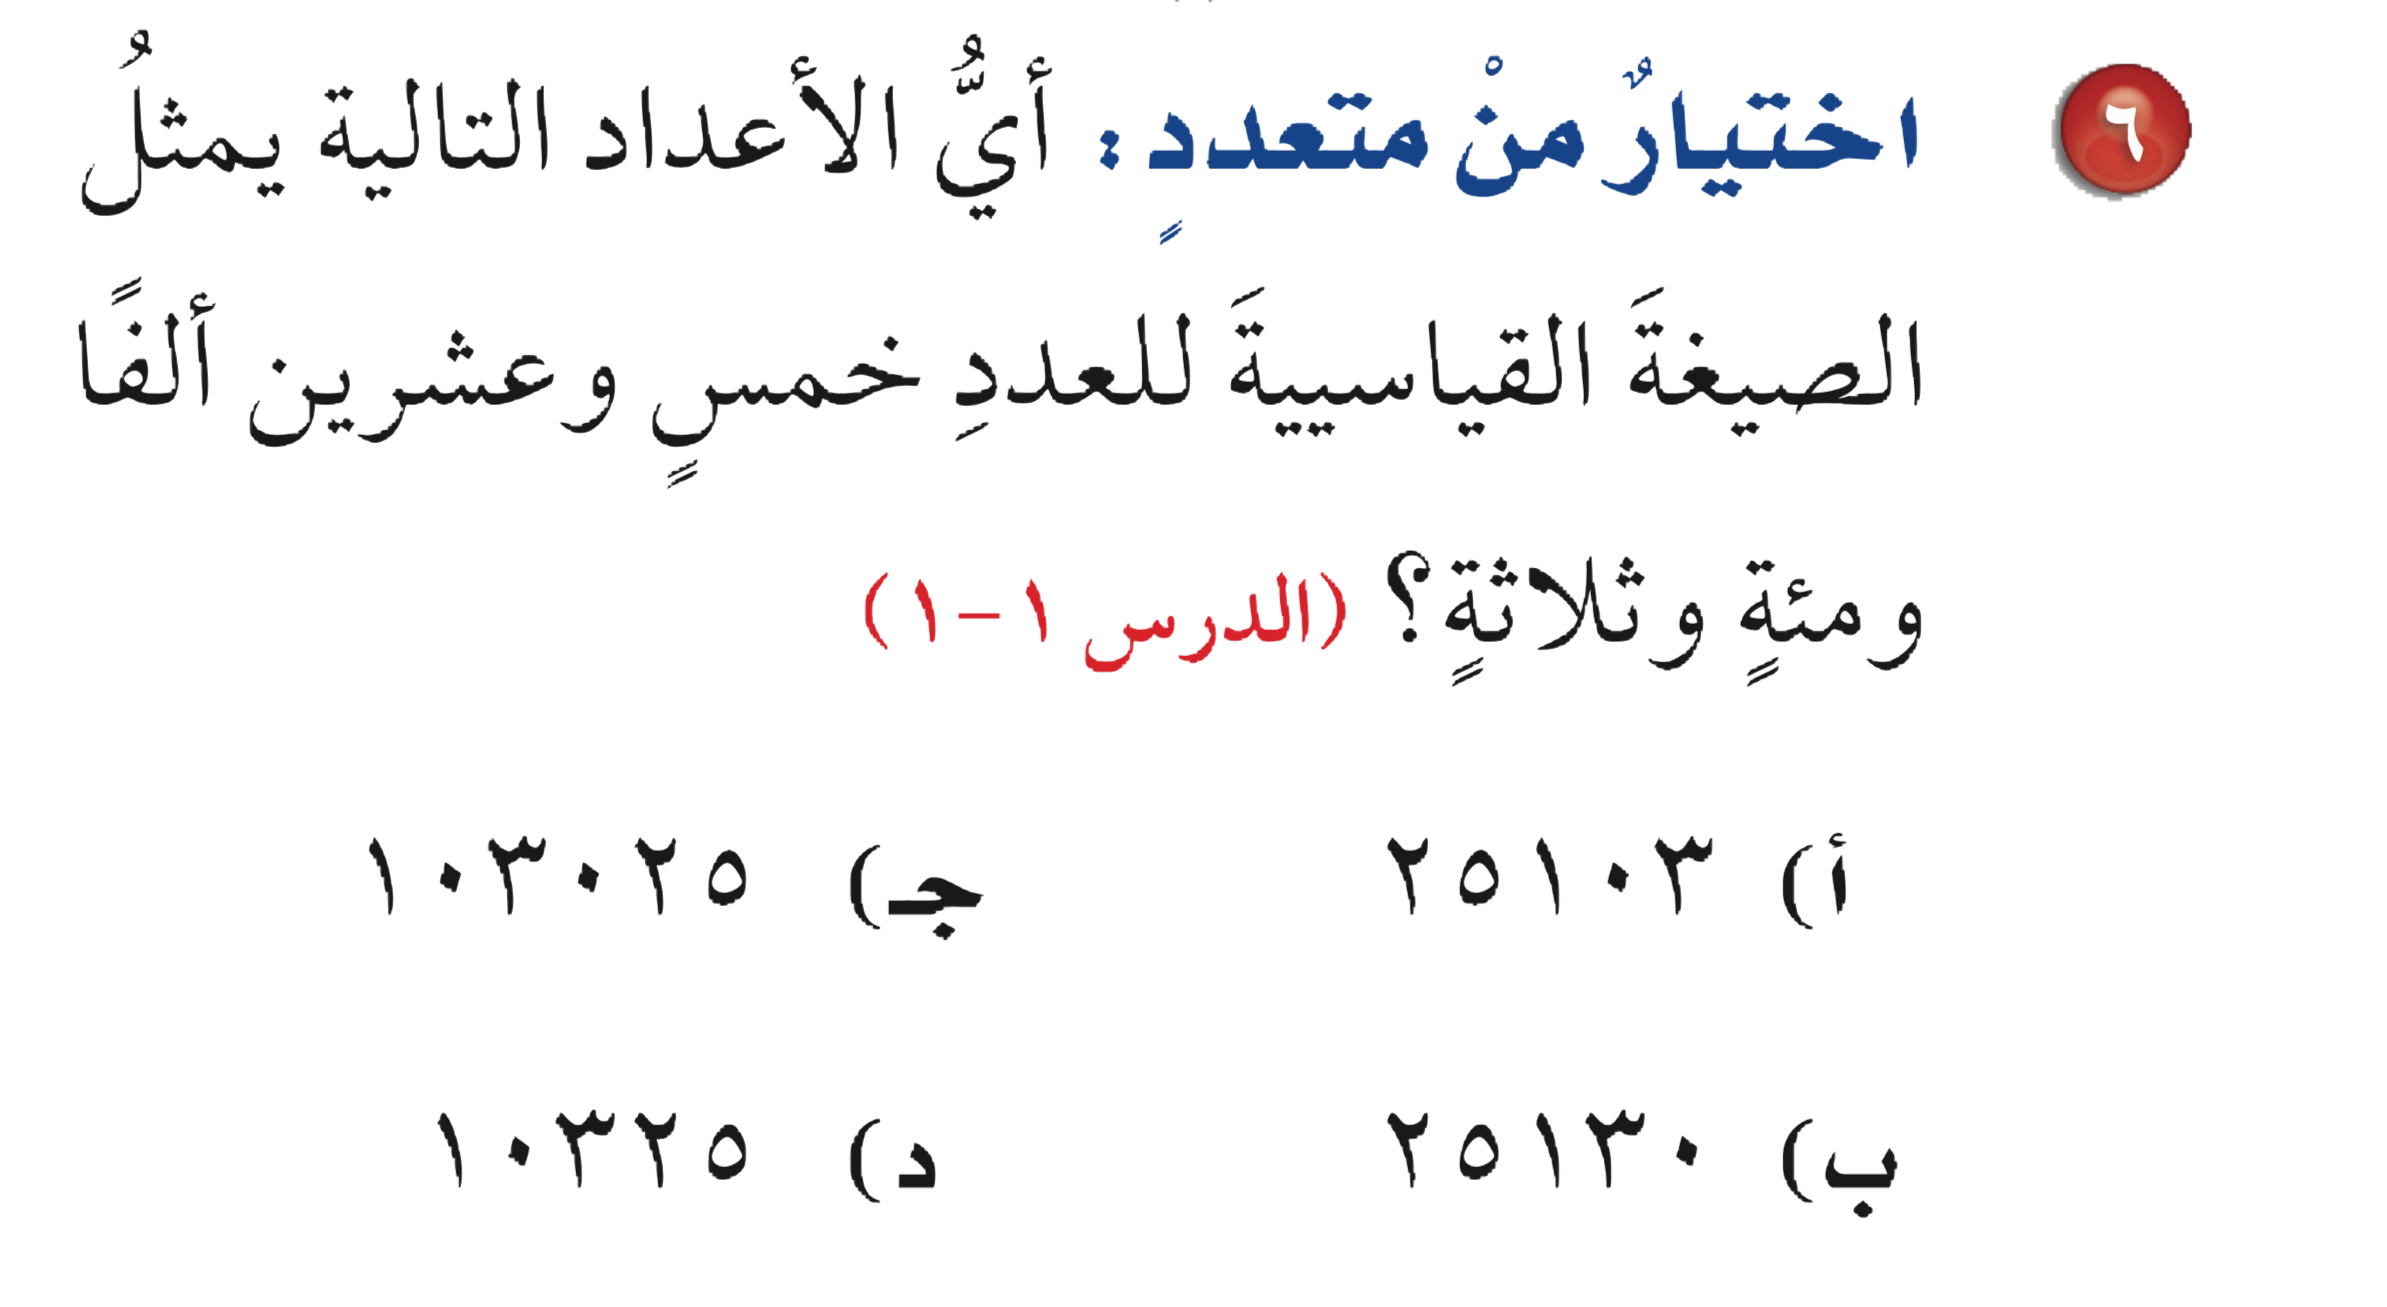 ٦ اختيارٌ منْ متعددٍ: أيُّ الأعداد التالية يمثلُ
الصيغةَ القياسييةَ للعددِ خمسٍ وعشرين ألفًا
ومئةٍ وثلاثةٍ؟ (الدرس ١ – ١)
أ) ٢٥١٠٣ جـ) ١٠٣٠٢٥
ب) ٢٥١٣٠ د) ١٠٣٢٥